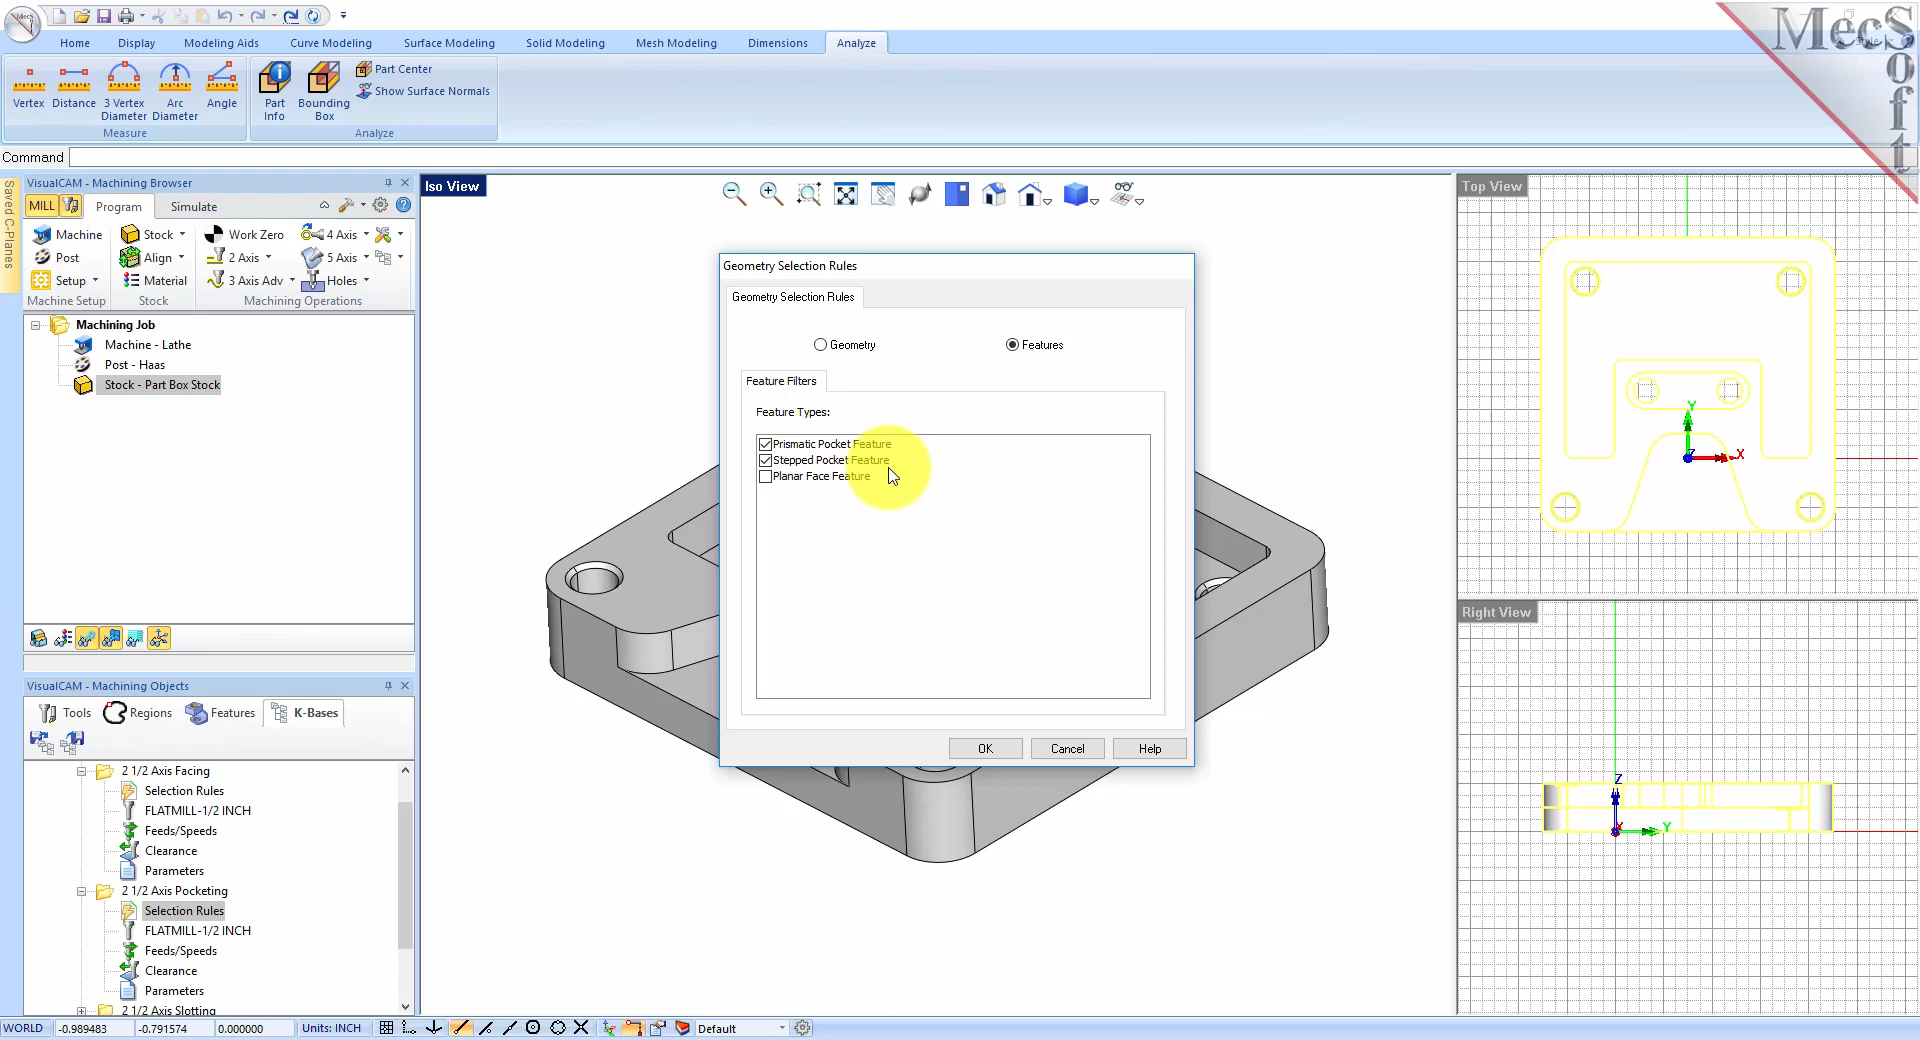 MecSoft
Home Display Modeling Aids Curve Modeling Surface Modeling Solid Modeling Mesh Modeling Dimensions Analyze
Vertex Distance 3 Vertex Diameter Arc Diameter Angle
Measure
Part Info Bounding Box Part Center
Show Surface Normals
Analyze
Command
Saved C-Planes
VisualCAM - Machining Browser
MILL Program Simulate
Machine Stock Work Zero 4 Axis
Post Align 2 Axis 5 Axis
Setup Material 3 Axis Adv Holes
Machine Setup Stock Machining Operations
Machining Job
Machine - Lathe
Post - Haas
Stock - Part Box Stock
VisualCAM - Machining Objects
Tools Regions Features K-Bases
2 1/2 Axis Facing
Selection Rules
FLATMILL-1/2 INCH
Feeds/Speeds
Clearance
Parameters
2 1/2 Axis Pocketing
Selection Rules
FLATMILL-1/2 INCH
Feeds/Speeds
Clearance
Parameters
2 1/2 Axis Slotting
Iso View
Geometry Selection Rules
Geometry Selection Rules
Geometry Features
Feature Filters
Feature Types:
Prismatic Pocket Feature
Stepped Pocket Feature
Planar Face Feature
OK Cancel Help
Top View
Y
X
Right View
Z
X Y
WORLD -0.989483 -0.791574 0.000000 Units: INCH Default